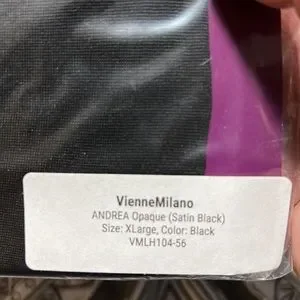 VienneMilano
ANDREA Opaque (Satin Black)
Size: XLarge, Color: Black
VMLH104-56